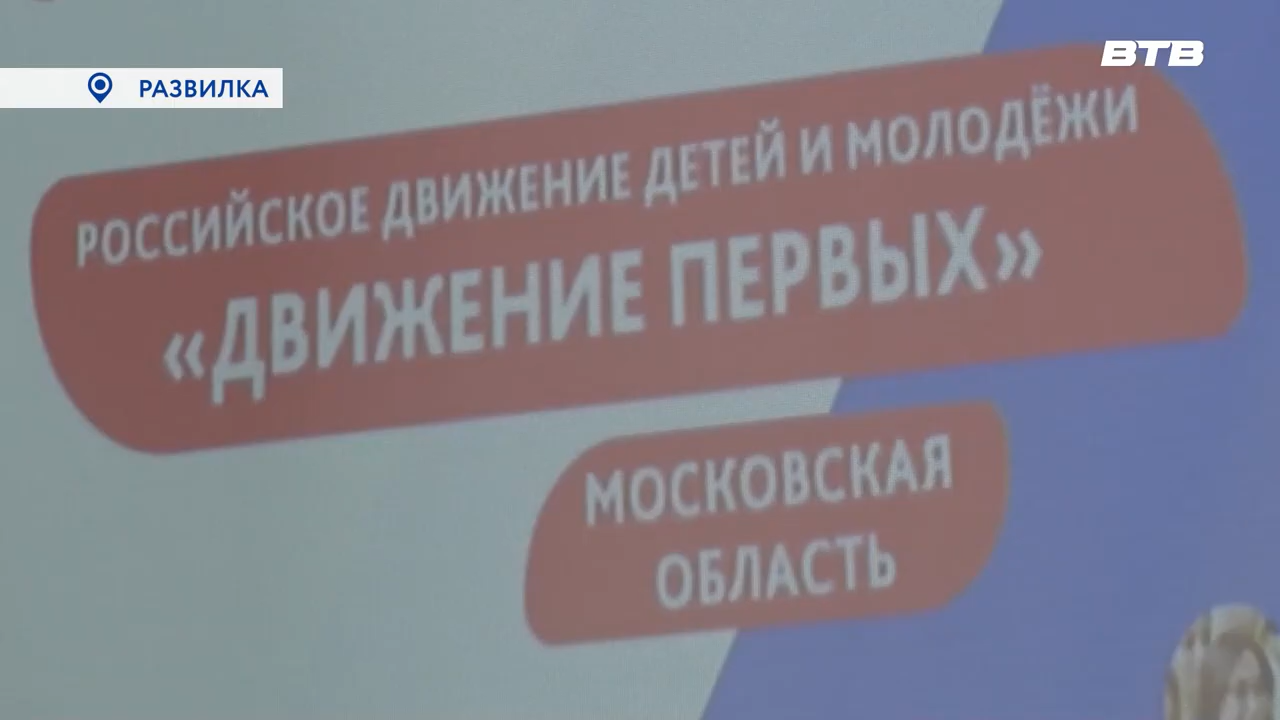 ВТВ
РАЗВИЛКА
РОССИЙСКОЕ ДВИЖЕНИЕ ДЕТЕЙ И МОЛОДЁЖИ
«ДВИЖЕНИЕ ПЕРВЫХ»
МОСКОВСКАЯ
ОБЛАСТЬ